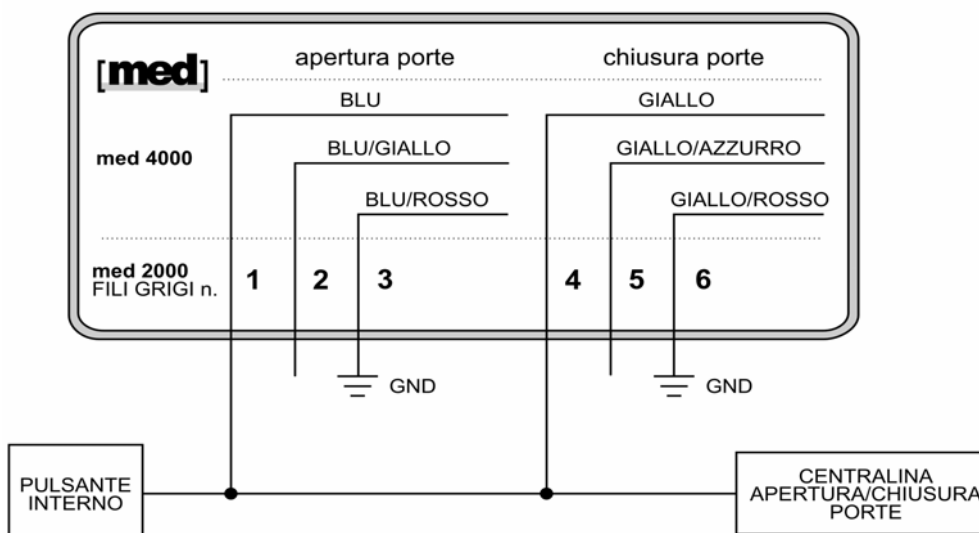 [med]
apertura porte
chiusura porte
BLU
GIALLO
med 4000
BLU/GIALLO
GIALLO/AZZURRO
BLU/ROSSO
GIALLO/ROSSO
med 2000
FILI GRIGI n.
1 2 3 4 5 6
GND
GND
PULSANTE
INTERNO
CENTRALINA
APERTURA/CHIUSURA
PORTE